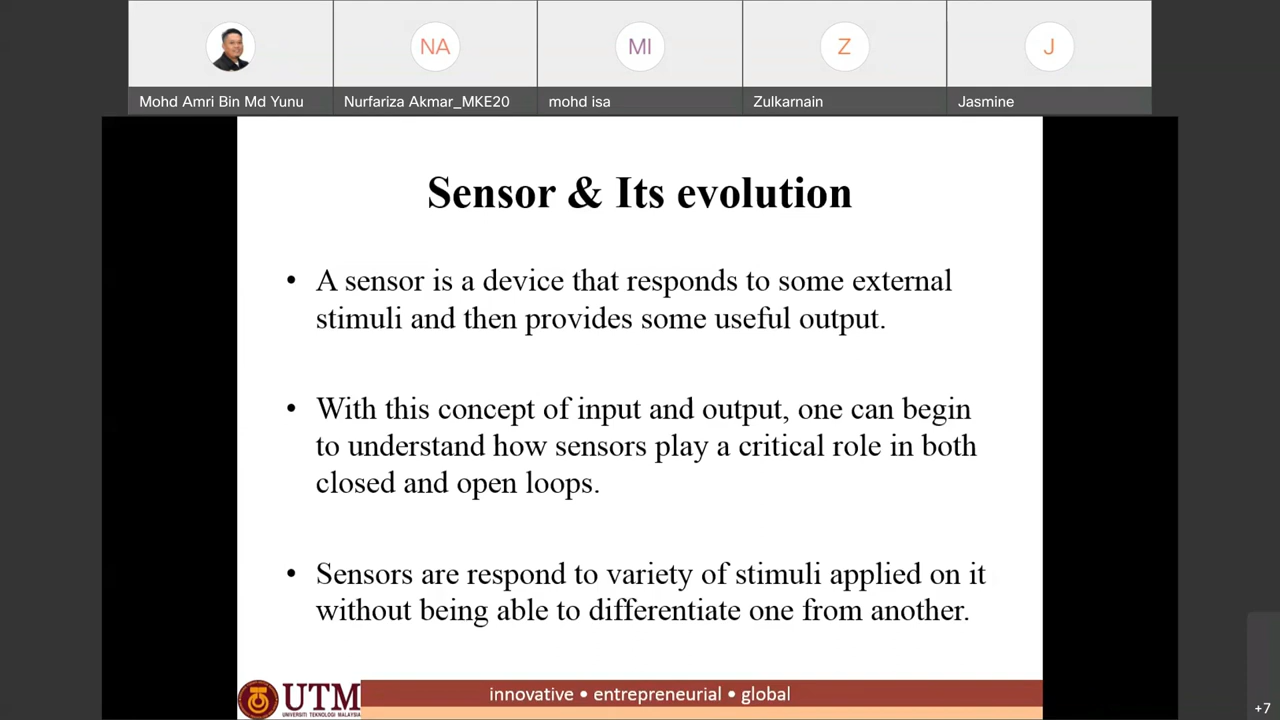 NA
MI
Z
J
Mohd Amri Bin Md Yunu
Nurfariza Akmar_MKE20
mohd isa
Zulkarnain
Jasmine
Sensor & Its evolution
• A sensor is a device that responds to some external
stimuli and then provides some useful output.
• With this concept of input and output, one can begin
to understand how sensors play a critical role in both
closed and open loops.
• Sensors are respond to variety of stimuli applied on it
without being able to differentiate one from another.
UTM
UNIVERSITI TEKNOLOGI MALAYSIA
innovative • entrepreneurial • global
+7